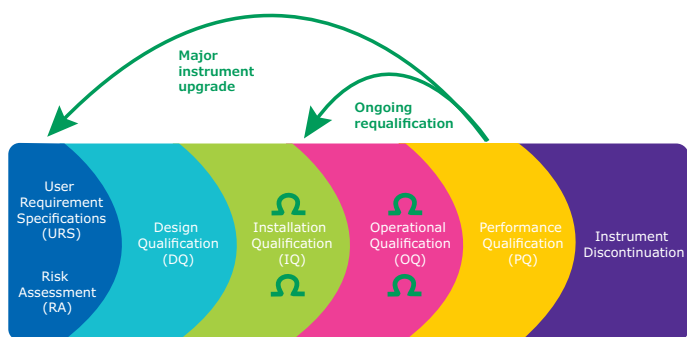 Major
instrument
upgrade
Ongoing
requalification
User
Requirement
Specifications
(URS)
Risk
Assessment
(RA)
Design
Qualification
(DQ)
Ω
Installation
Qualification
(IQ)
Ω
Ω
Operational
Qualification
(OQ)
Ω
Performance
Qualification
(PQ)
Instrument
Discontinuation